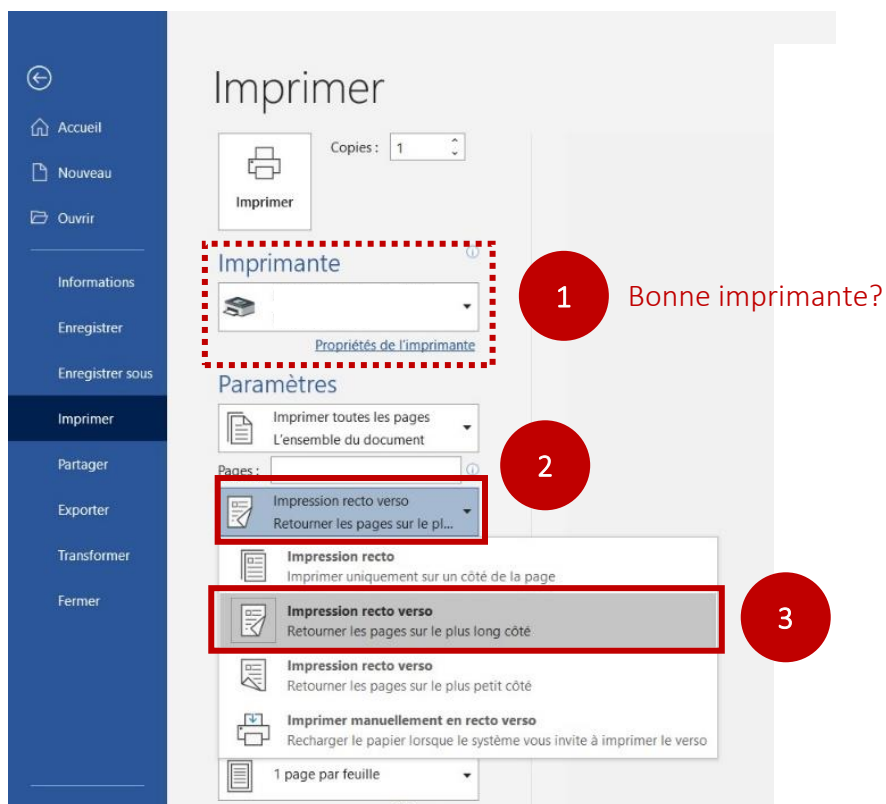 Accueil
Nouveau
Ouvrir
Informations
Enregistrer
Enregistrer sous
Imprimer
Partager
Exporter
Transformer
Fermer
Imprimer
Copies : 1
Imprimer
Imprimante
Propriétés de l'imprimante
1 Bonne imprimante?
Paramètres
Imprimer toutes les pages
L'ensemble du document
Pages :
2
Impression recto verso
Retourner les pages sur le pl...
Impression recto
Imprimer uniquement sur un côté de la page
Impression recto verso
Retourner les pages sur le plus long côté
3
Impression recto verso
Retourner les pages sur le plus petit côté
Imprimer manuellement en recto verso
Recharger le papier lorsque le système vous invite à imprimer le verso
1 page par feuille